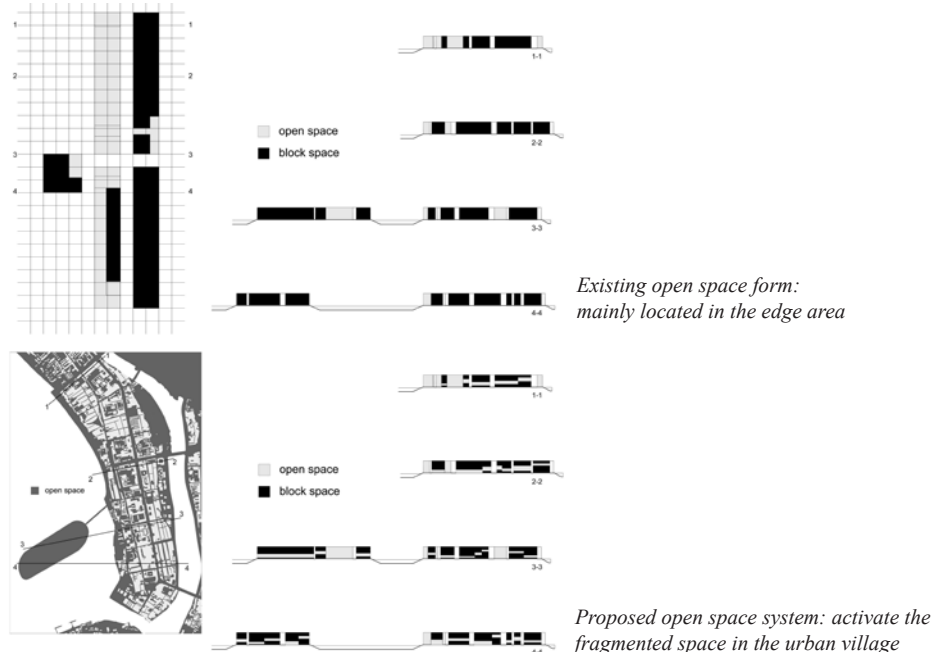 1 1
2 2
3 3
4 4
open space
block space
1-1
2-2
3-3
4-4
Existing open space form:
mainly located in the edge area
1 1
2 2
3 3
4 4
open space
open space
block space
1-1
2-2
3-3
Proposed open space system: activate the
fragmented space in the urban village